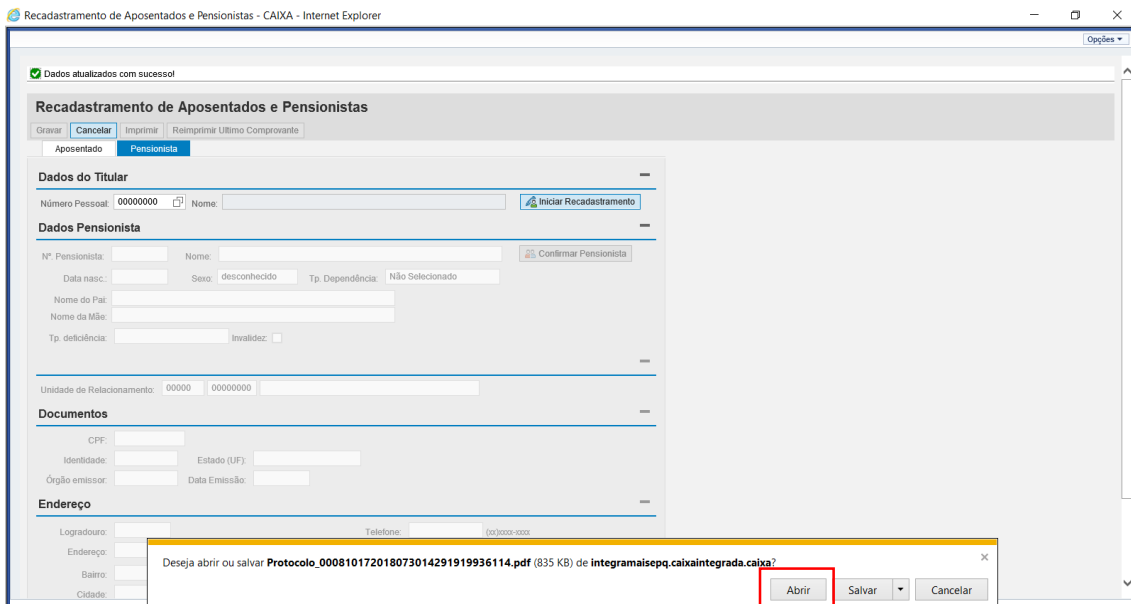 Recadastramento de Aposentados e Pensionistas - CAIXA - Internet Explorer
Opções
Dados atualizados com sucesso!
Recadastramento de Aposentados e Pensionistas
Gravar Cancelar Imprimir Reimprimir Ultimo Comprovante
Aposentado Pensionista
Dados do Titular
Número Pessoal: 00000000 Nome: Iniciar Recadastramento
Dados Pensionista
Nº. Pensionista: Nome: Confirmar Pensionista
Data nasc.: Sexo: desconhecido Tp. Dependência: Não Selecionado
Nome do Pai:
Nome da Mãe:
Tp. deficiência: Invalidez:
Unidade de Relacionamento: 00000 00000000
Documentos
CPF:
Identidade: Estado (UF):
Órgão emissor: Data Emissão:
Endereço
Logradouro: Telefone: (xx)xxxx-xxxx
Endereço:
Bairro:
Cidade:
Deseja abrir ou salvar Protocolo_000810172018073014291919936114.pdf (835 KB) de integramaisepq.caixaintegrada.caixa?
Abrir Salvar Cancelar